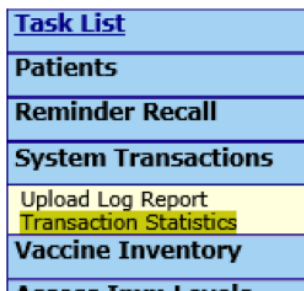 Task List
Patients
Reminder Recall
System Transactions
Upload Log Report
Transaction Statistics
Vaccine Inventory